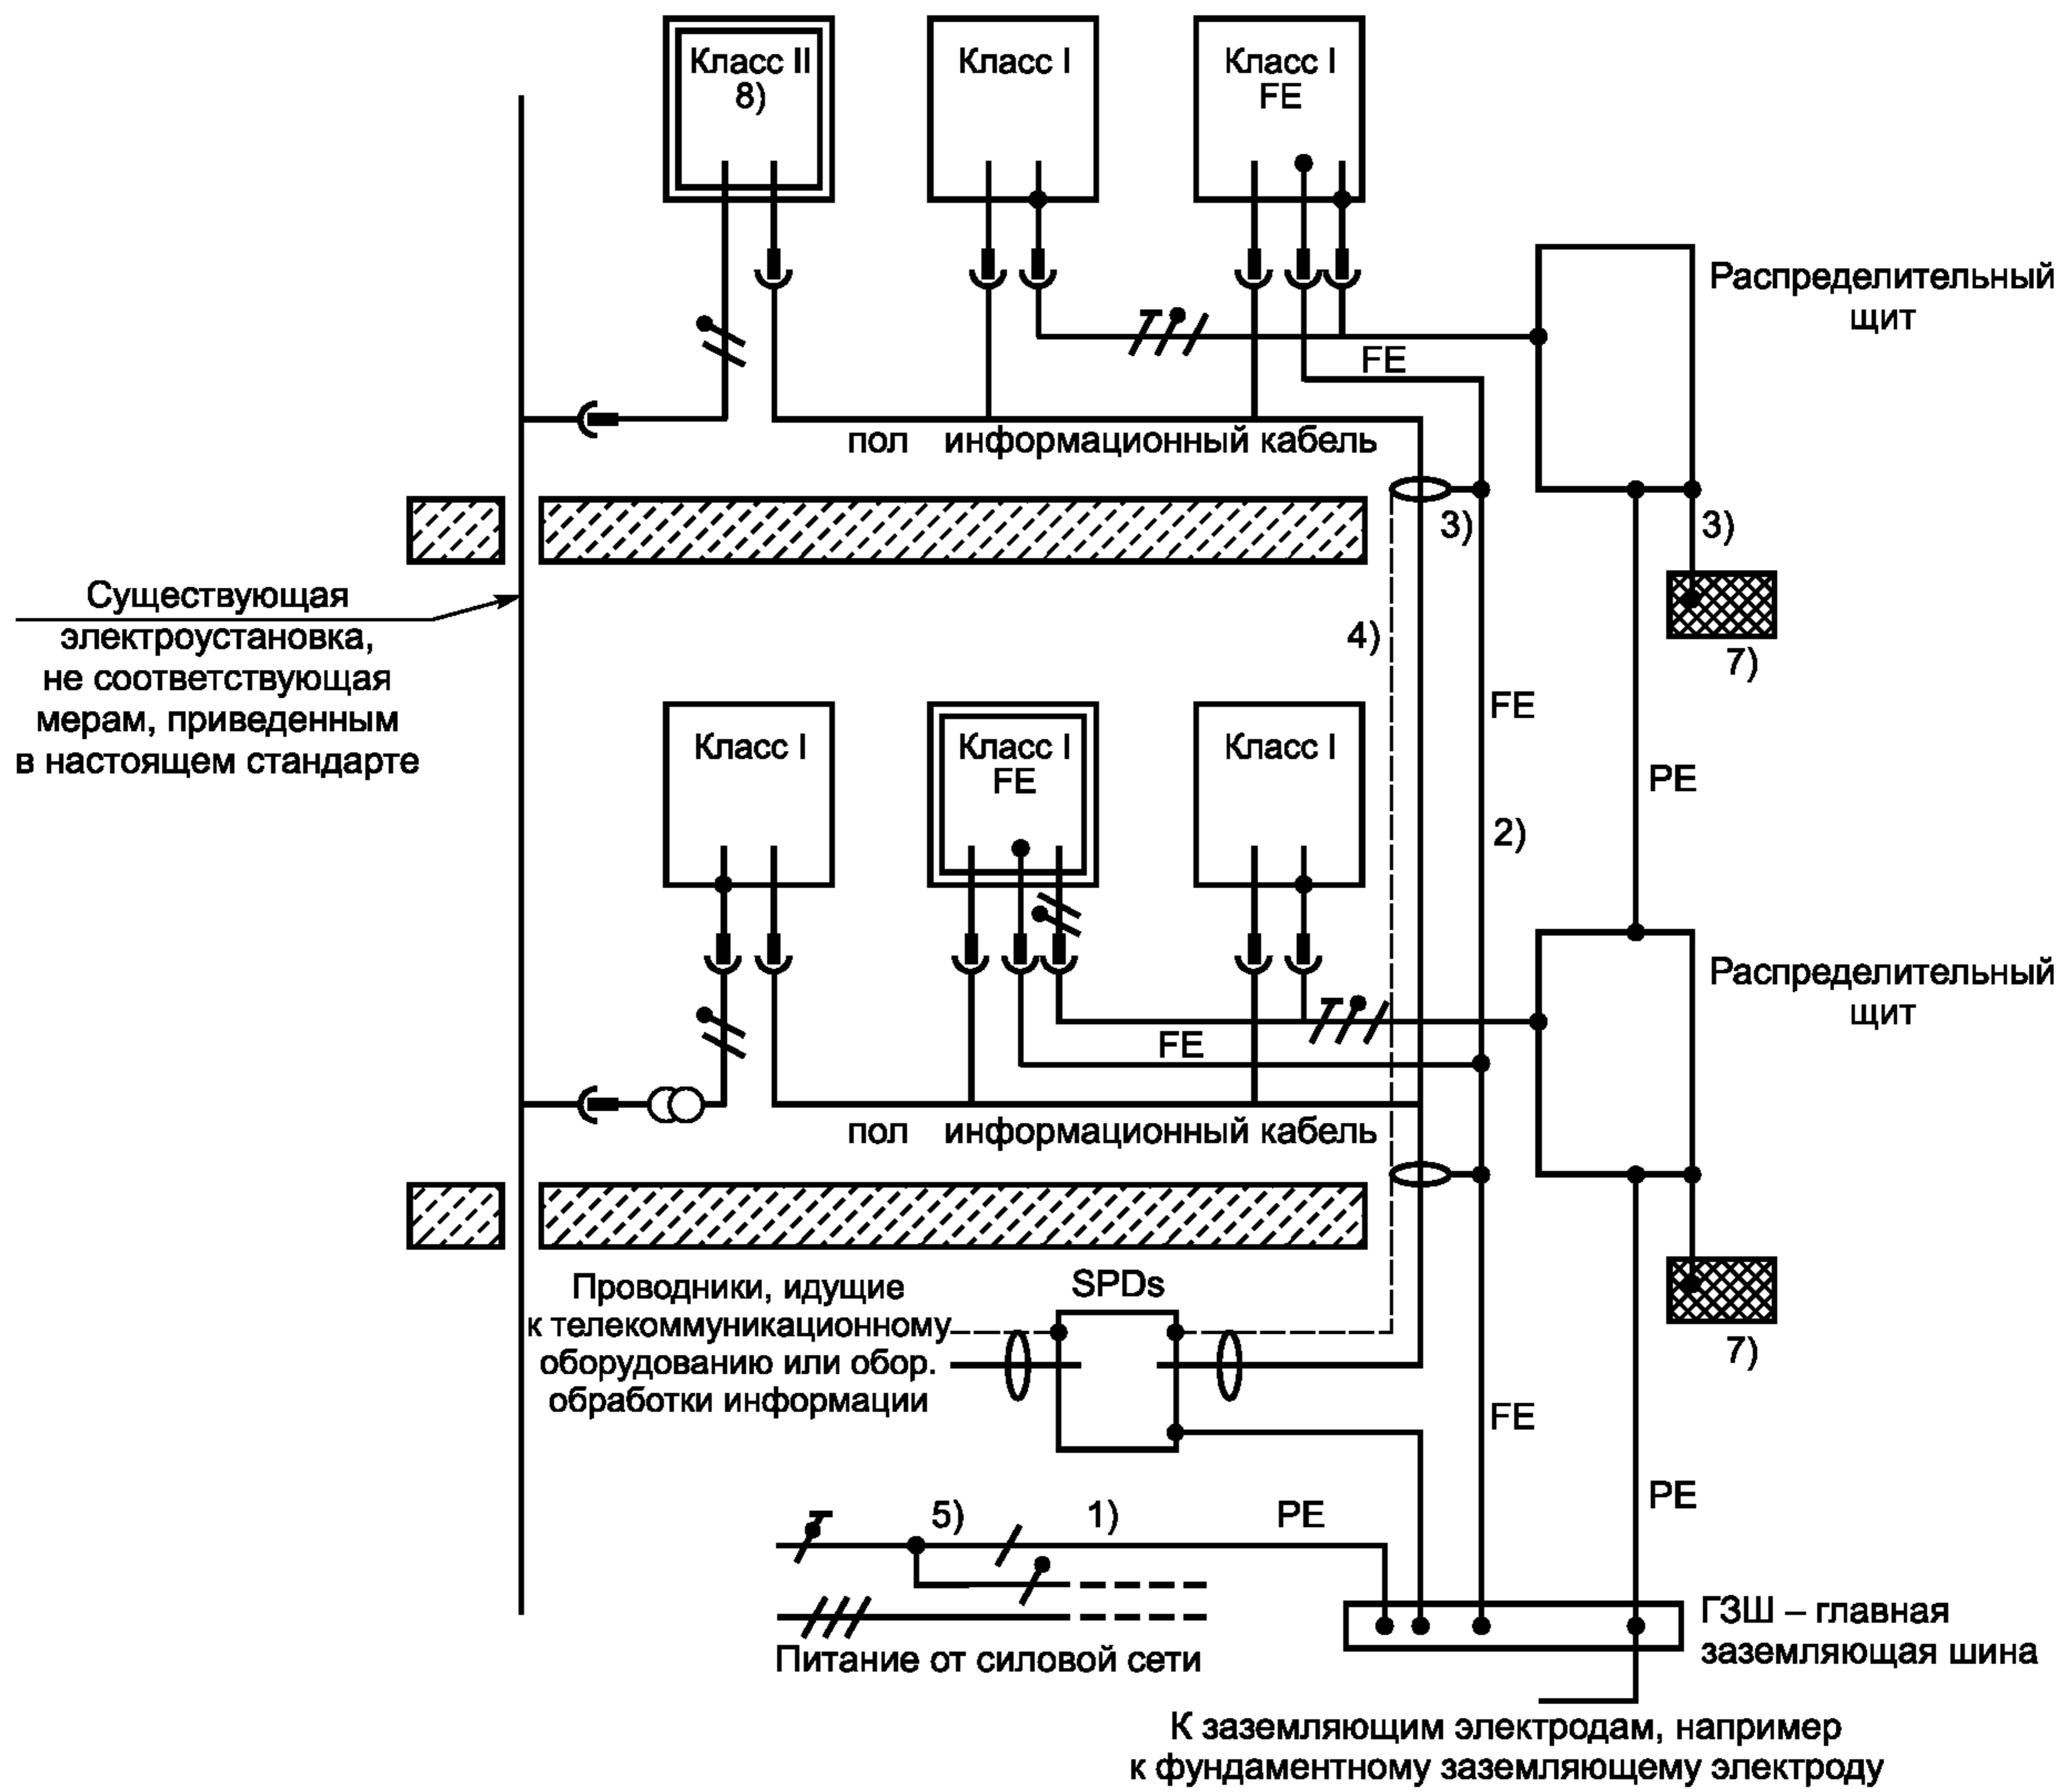 Класс II
8)
Класс I
Класс I
FE
Распределительный
щит
FE
пол информационный кабель
3)
3)
7)
Существующая
электроустановка,
не соответствующая
мерам, приведенным
в настоящем стандарте
4)
FE
PE
2)
Класс I
Класс I
FE
Класс I
Распределительный
щит
FE
пол информационный кабель
7)
Проводники, идущие
к телекоммуникационному
оборудованию или обор.
обработки информации
SPDs
FE
PE
5)
1)
PE
Питание от силовой сети
ГЗШ – главная
заземляющая шина
К заземляющим электродам, например
к фундаментному заземляющему электроду